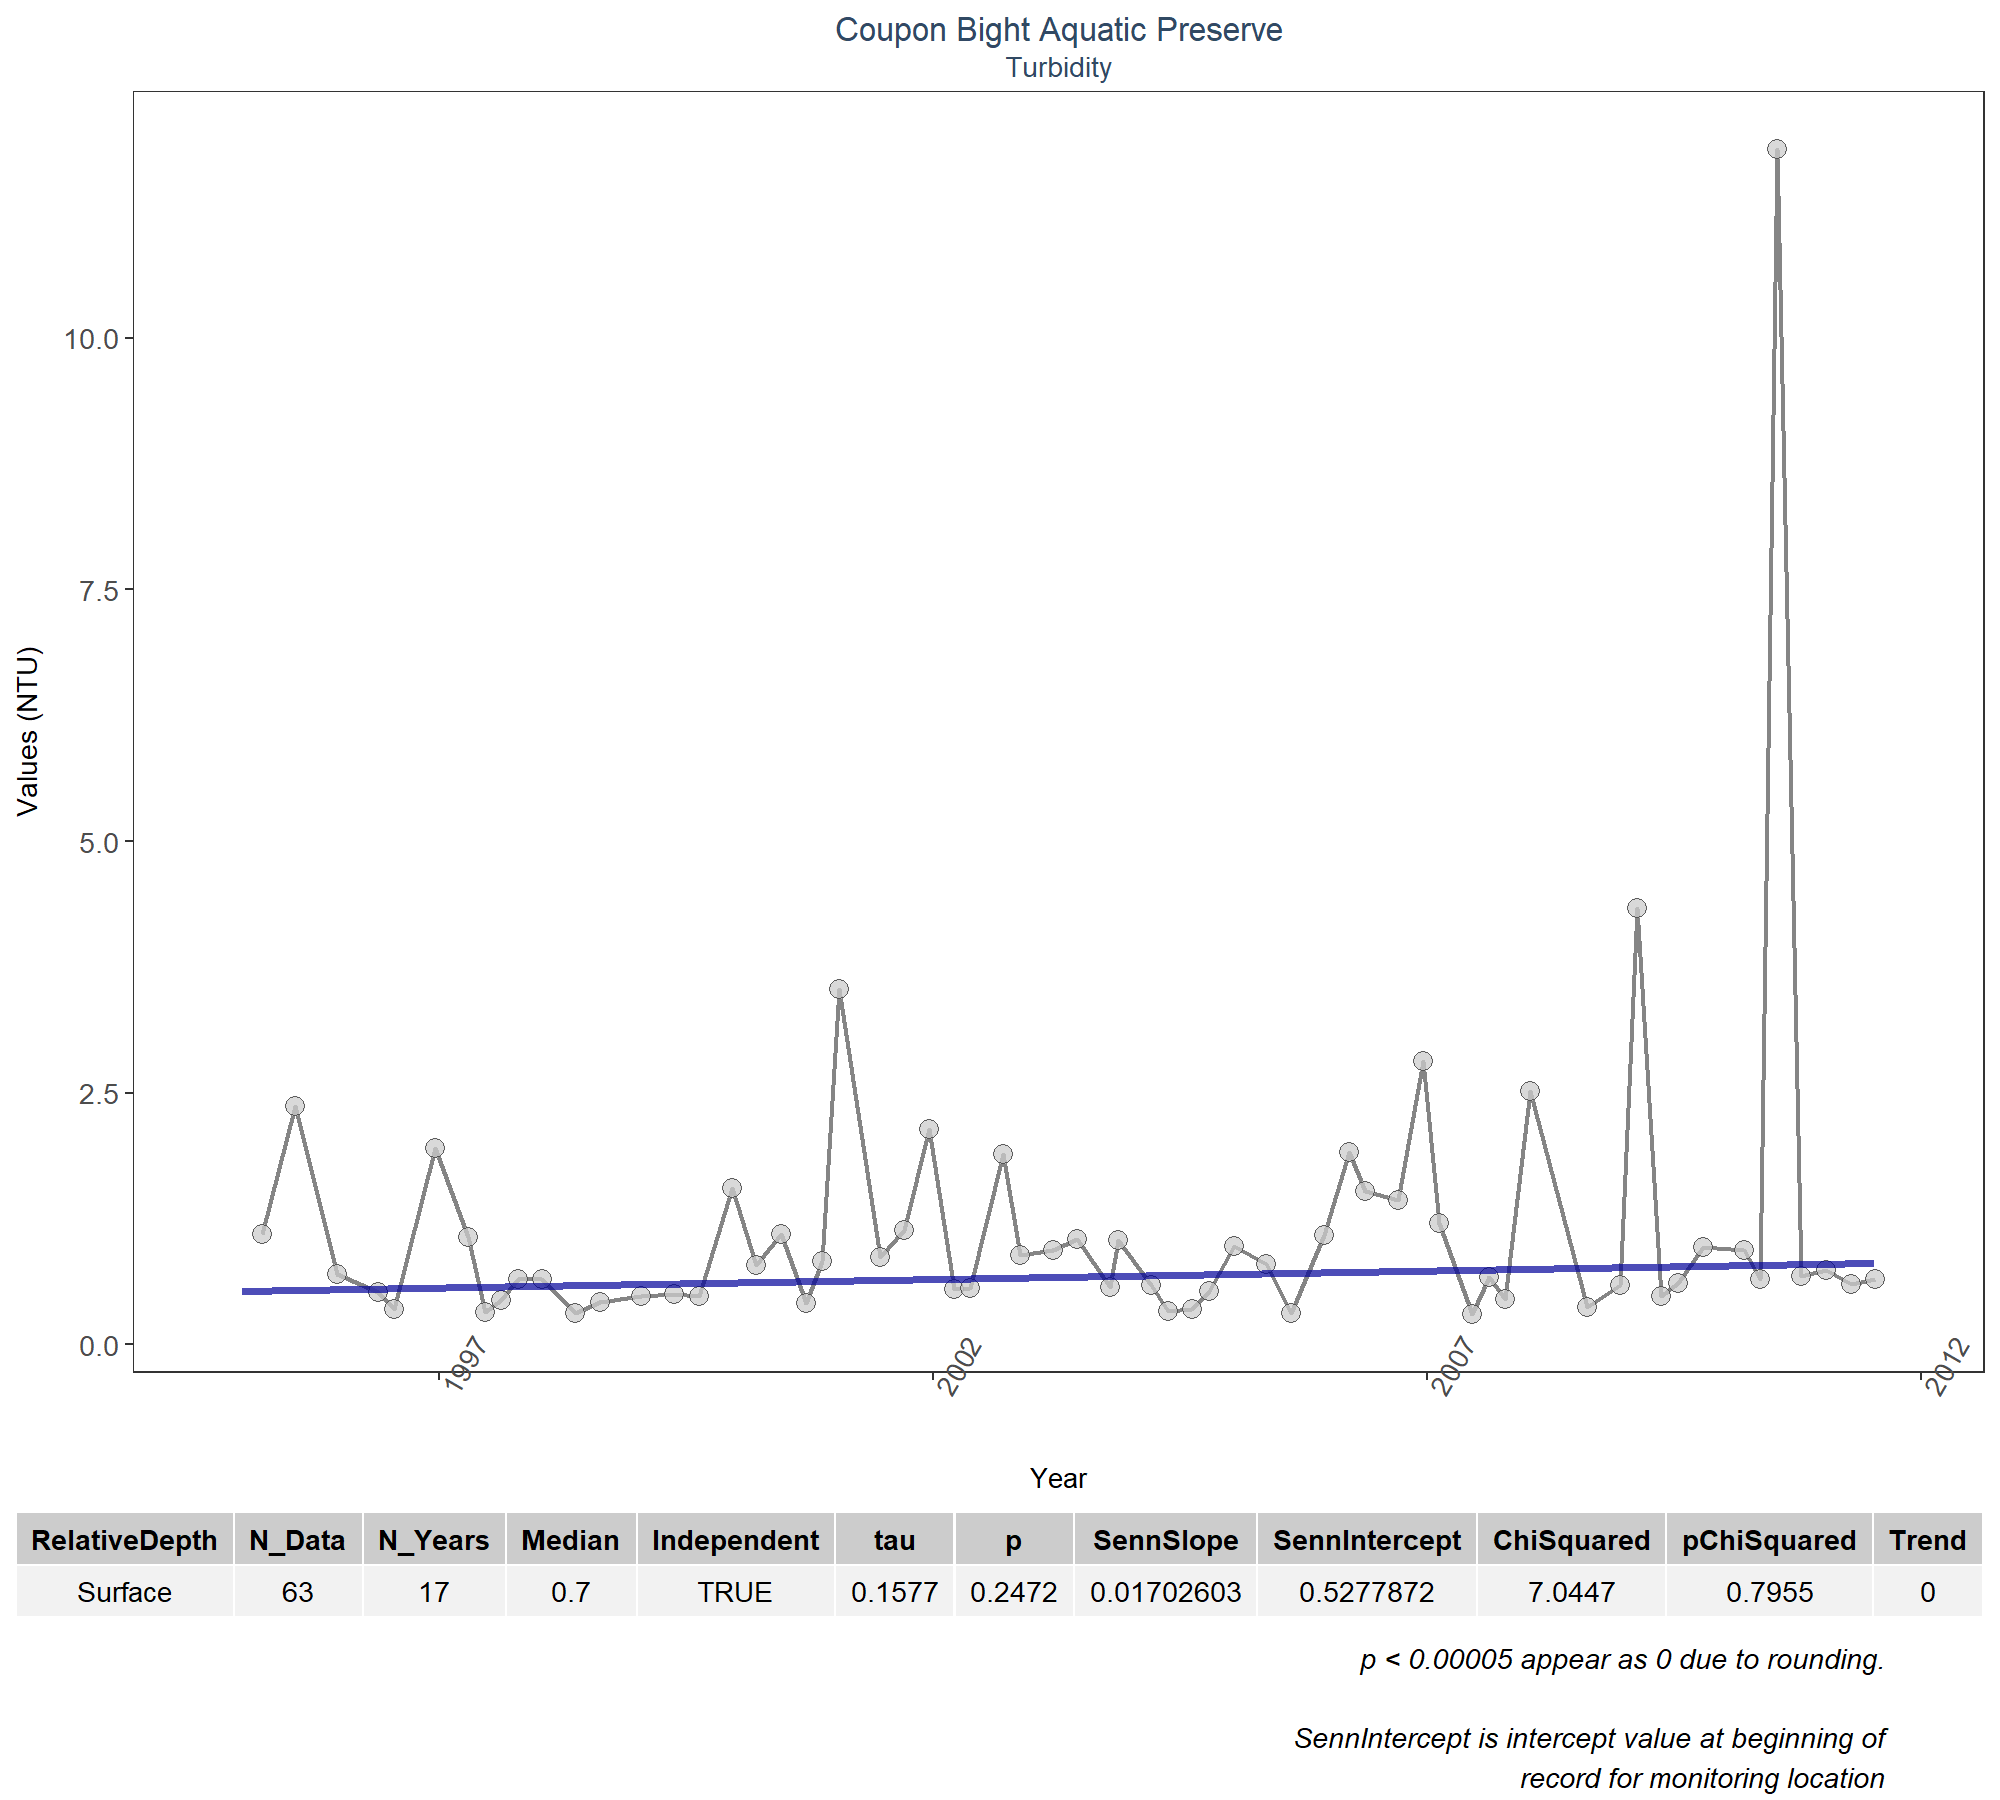 Coupon Bight Aquatic Preserve
Turbidity
10.0
7.5
5.0
2.5
0.0
Values (NTU)
1997
2002
2007
2012
Year
RelativeDepth N_Data N_Years Median Independent tau p SennSlope SennIntercept ChiSquared pChiSquared Trend
Surface 63 17 0.7 TRUE 0.1577 0.2472 0.01702603 0.5277872 7.0447 0.7955 0
p < 0.00005 appear as 0 due to rounding.
SennIntercept is intercept value at beginning of
record for monitoring location